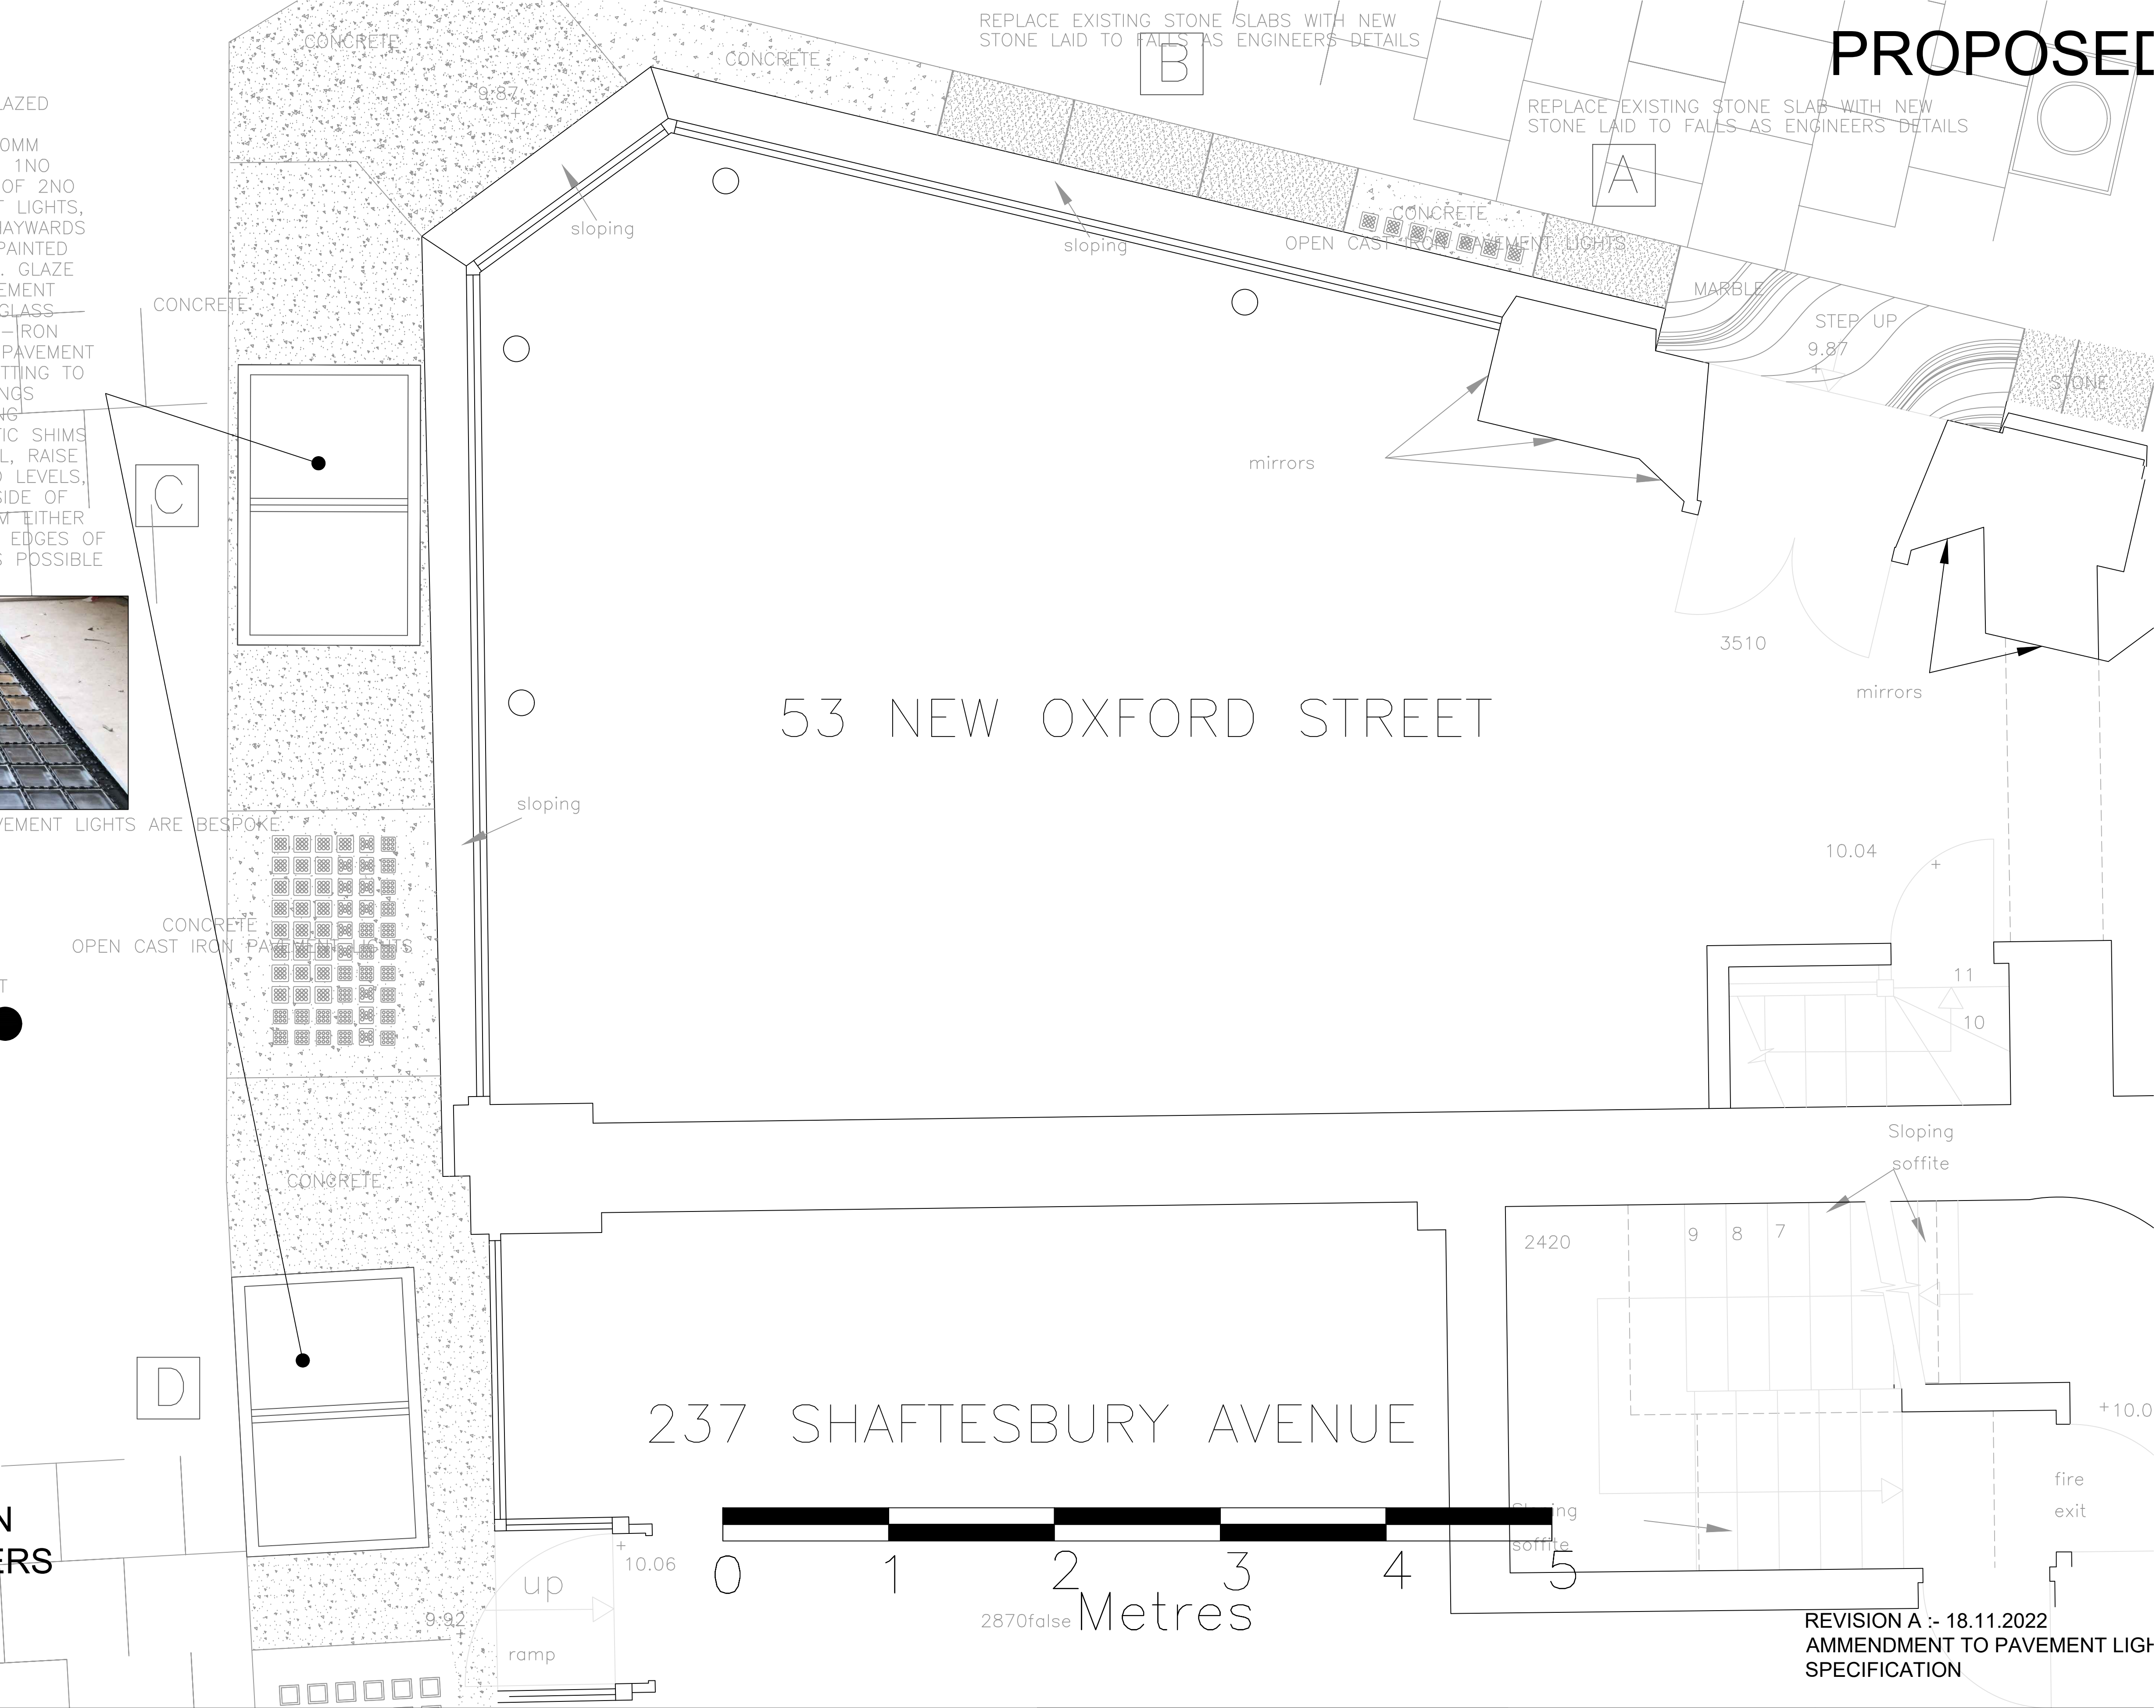 REPLACE EXISTING STONE SLABS WITH NEW
STONE LAID TO FALLS AS ENGINEERS DETAILS
B
PROPOSED
CONCRETE
CONCRETE
9.87
REPLACE EXISTING STONE SLAB WITH NEW
STONE LAID TO FALLS AS ENGINEERS DETAILS
A
LAZED
0MM
1NO
OF 2NO
T LIGHTS,
HAYWARDS
PAINTED
. GLAZE
EMENT
GLASS
-IRON
PAVEMENT
TTING TO
NGS
NG
TIC SHIMS
L, RAISE
D LEVELS,
SIDE OF
M EITHER
EDGES OF
S POSSIBLE
CONCRETE
sloping
sloping
CONCRETE
OPEN CAST IRON PAVEMENT LIGHTS
MARBLE
STEP UP
9.87
STONE
mirrors
C
3510
mirrors
53 NEW OXFORD STREET
sloping
VEMENT LIGHTS ARE BESPOKE
10.04
CONCRETE
OPEN CAST IRON PAVEMENT LIGHTS
T
11
10
Sloping
soffite
CONCRETE
2420
9 8 7
D
237 SHAFTESBURY AVENUE
10.0
fire
exit
N
ERS
Sloping
soffite
0 1 2 3 4 5
Metres
2870false
10.06
up
9.92
ramp
REVISION A :- 18.11.2022
AMMENDMENT TO PAVEMENT LIGH
SPECIFICATION